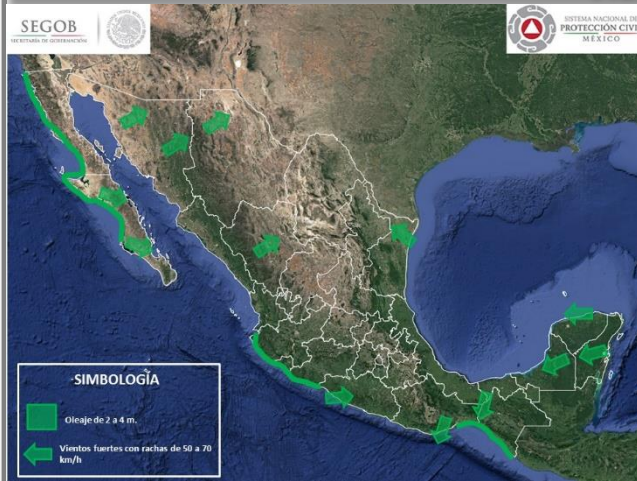 SEGOB
SECRETARÍA DE GOBERNACIÓN
SISTEMA NACIONAL DE
PROTECCIÓN CIVIL
MÉXICO
SIMBOLOGÍA
Oleaje de 2 a 4 m.
Vientos fuertes con rachas de 50 a 70
km/h